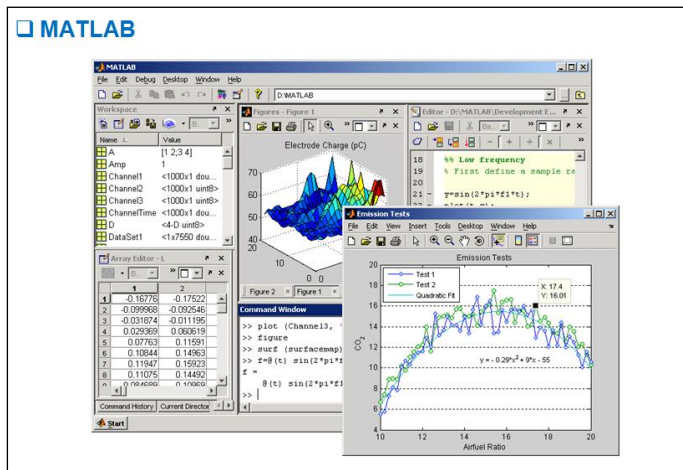 ❑ MATLAB
MATLAB
File Edit Debug Desktop Window Help
D:\MATLAB
Workspace
Name Value
A [1 2;3 4]
Amp 1
Channel1 <1000x1 dou...
Channel2 <1000x1 uint8>
Channel3 <1000x1 uint8>
ChannelTime <1000x1 dou...
D <4-D uint8>
DataSet1 <1x7550 dou...
Figures - Figure 1
Electrode Charge (pC)
70
60
50
40
20
10
0 0
Figure 2 Figure 1
Editor - D:\MATLAB\Development E...
18 %% Low frequency
19 % First define a sample ra
20
21 - y=sin(2*pi*f1*t);
Array Editor - L
1 2
1 -0.16776 -0.17522
2 -0.099968 -0.092546
3 -0.031874 -0.011195
4 0.029369 0.060619
5 0.07763 0.11591
6 0.10844 0.14963
7 0.11947 0.15923
8 0.11075 0.14492
9 0.084689 0.10969
Command History Current Director
Start
Command Window
>> plot (Channel3, '
>> figure
>> surf (surfacemap)
>> f=@(t) sin(2*pi*f
f =
@(t) sin(2*pi*f1
>>
Emission Tests
File Edit View Insert Tools Desktop Window Help
Emission Tests
Test 1
Test 2
Quadratic Fit
X: 17.4
Y: 16.01
20
18
16
14
12
10
8
6
4
CO2
y = - 0.29*x2 + 9*x - 55
10 12 14 16 18 20
Airfuel Ratio